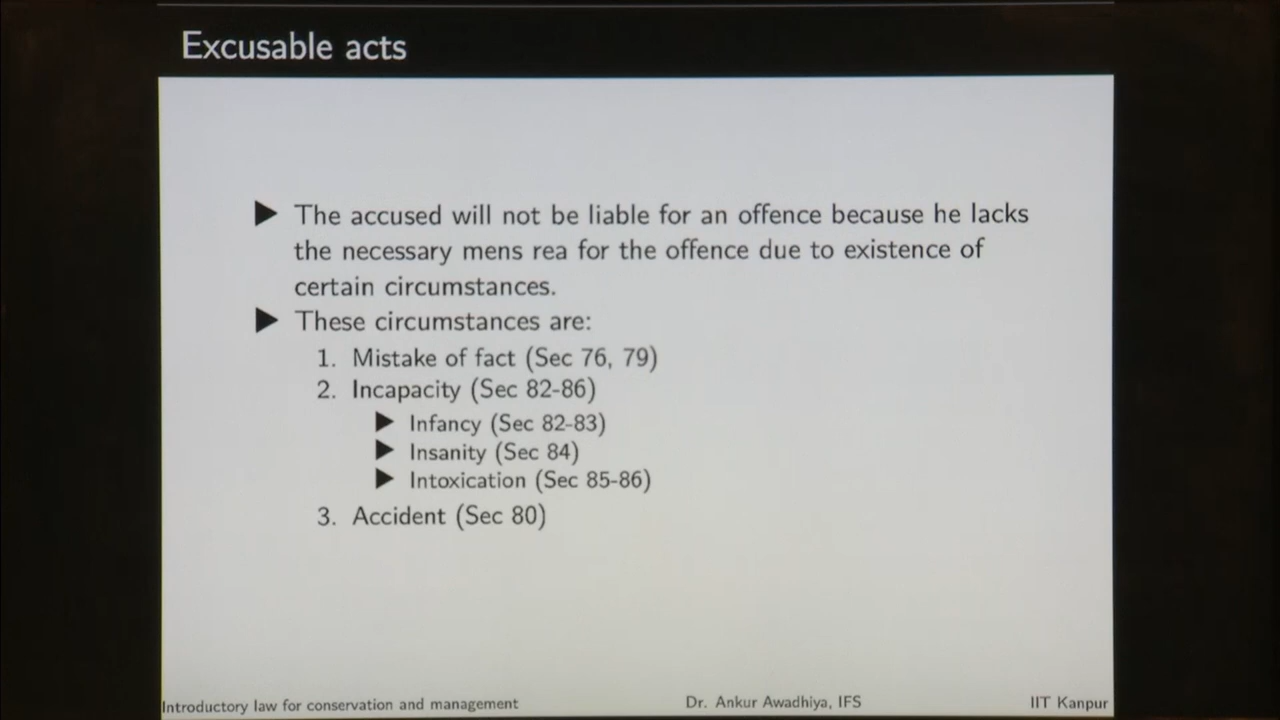 Excusable acts
▶ The accused will not be liable for an offence because he lacks
the necessary mens rea for the offence due to existence of
certain circumstances.
▶ These circumstances are:
1. Mistake of fact (Sec 76, 79)
2. Incapacity (Sec 82-86)
▶ Infancy (Sec 82-83)
▶ Insanity (Sec 84)
▶ Intoxication (Sec 85-86)
3. Accident (Sec 80)
Introductory law for conservation and management Dr. Ankur Awadhiya, IFS IIT Kanpur